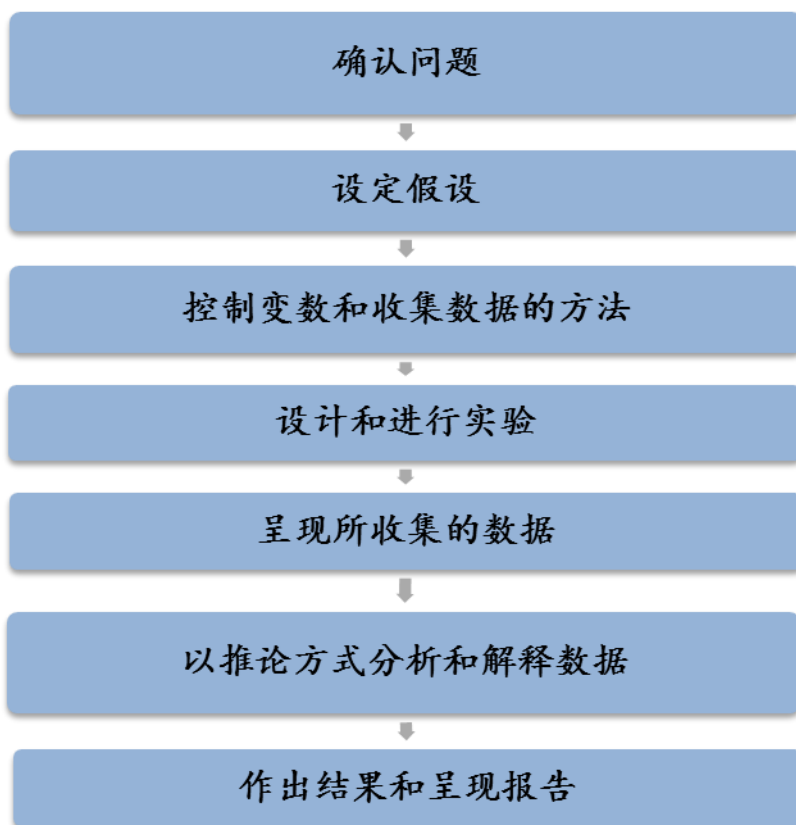 确认问题
设定假设
控制变数和收集数据的方法
设计和进行实验
呈现所收集的数据
以推论方式分析和解释数据
作出结果和呈现报告